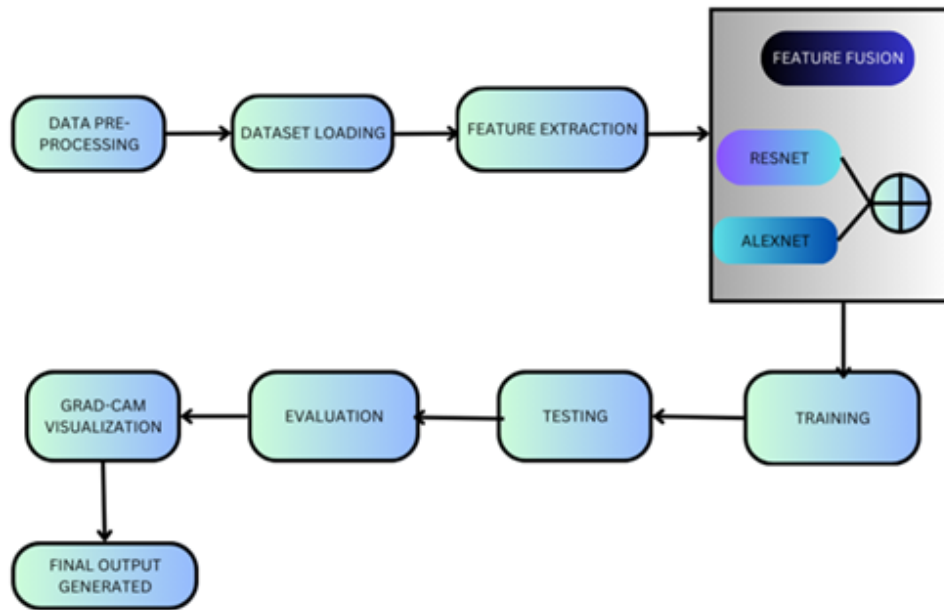 FEATURE FUSION
DATA PRE-
PROCESSING
DATASET LOADING
FEATURE EXTRACTION
RESNET
ALEXNET
GRAD-CAM
VISUALIZATION
EVALUATION
TESTING
TRAINING
FINAL OUTPUT
GENERATED